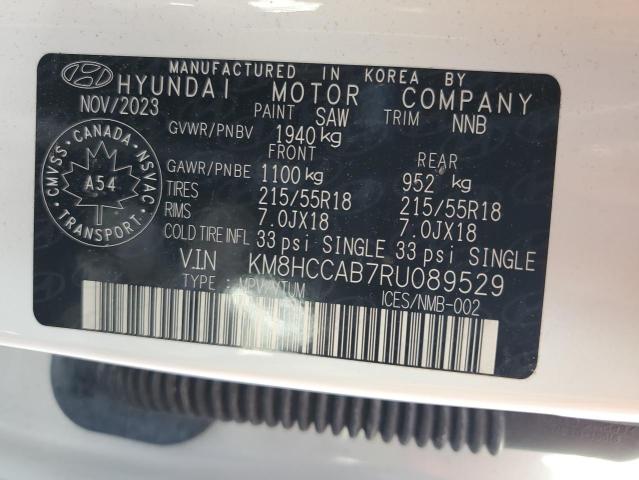 MANUFACTURED IN KOREA BY
HYUNDAI MOTOR COMPANY
NOV/2023 PAINT SAW TRIM NNB
GVWR/PNBV 1940 kg
FRONT REAR
GAWR/PNBE 1100 kg 952 kg
TIRES 215/55R18 215/55R18
RIMS 7.0JX18 7.0JX18
COLD TIRE INFL 33 psi SINGLE 33 psi SINGLE
V.I.N KM8HCCAB7RU089529
TYPE : VPV/VTUM ICES/NMB-002
CANADA
CMVSS NSVAC
A54
TRANSPORT